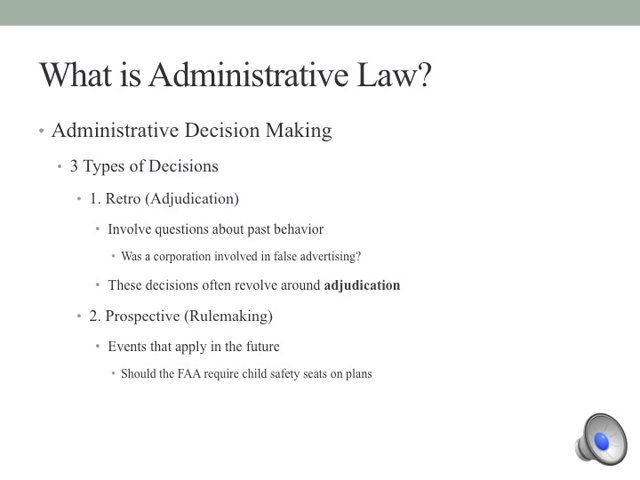 What is Administrative Law?
• Administrative Decision Making
• 3 Types of Decisions
• 1. Retro (Adjudication)
• Involve questions about past behavior
• Was a corporation involved in false advertising?
• These decisions often revolve around adjudication
• 2. Prospective (Rulemaking)
• Events that apply in the future
• Should the FAA require child safety seats on plans